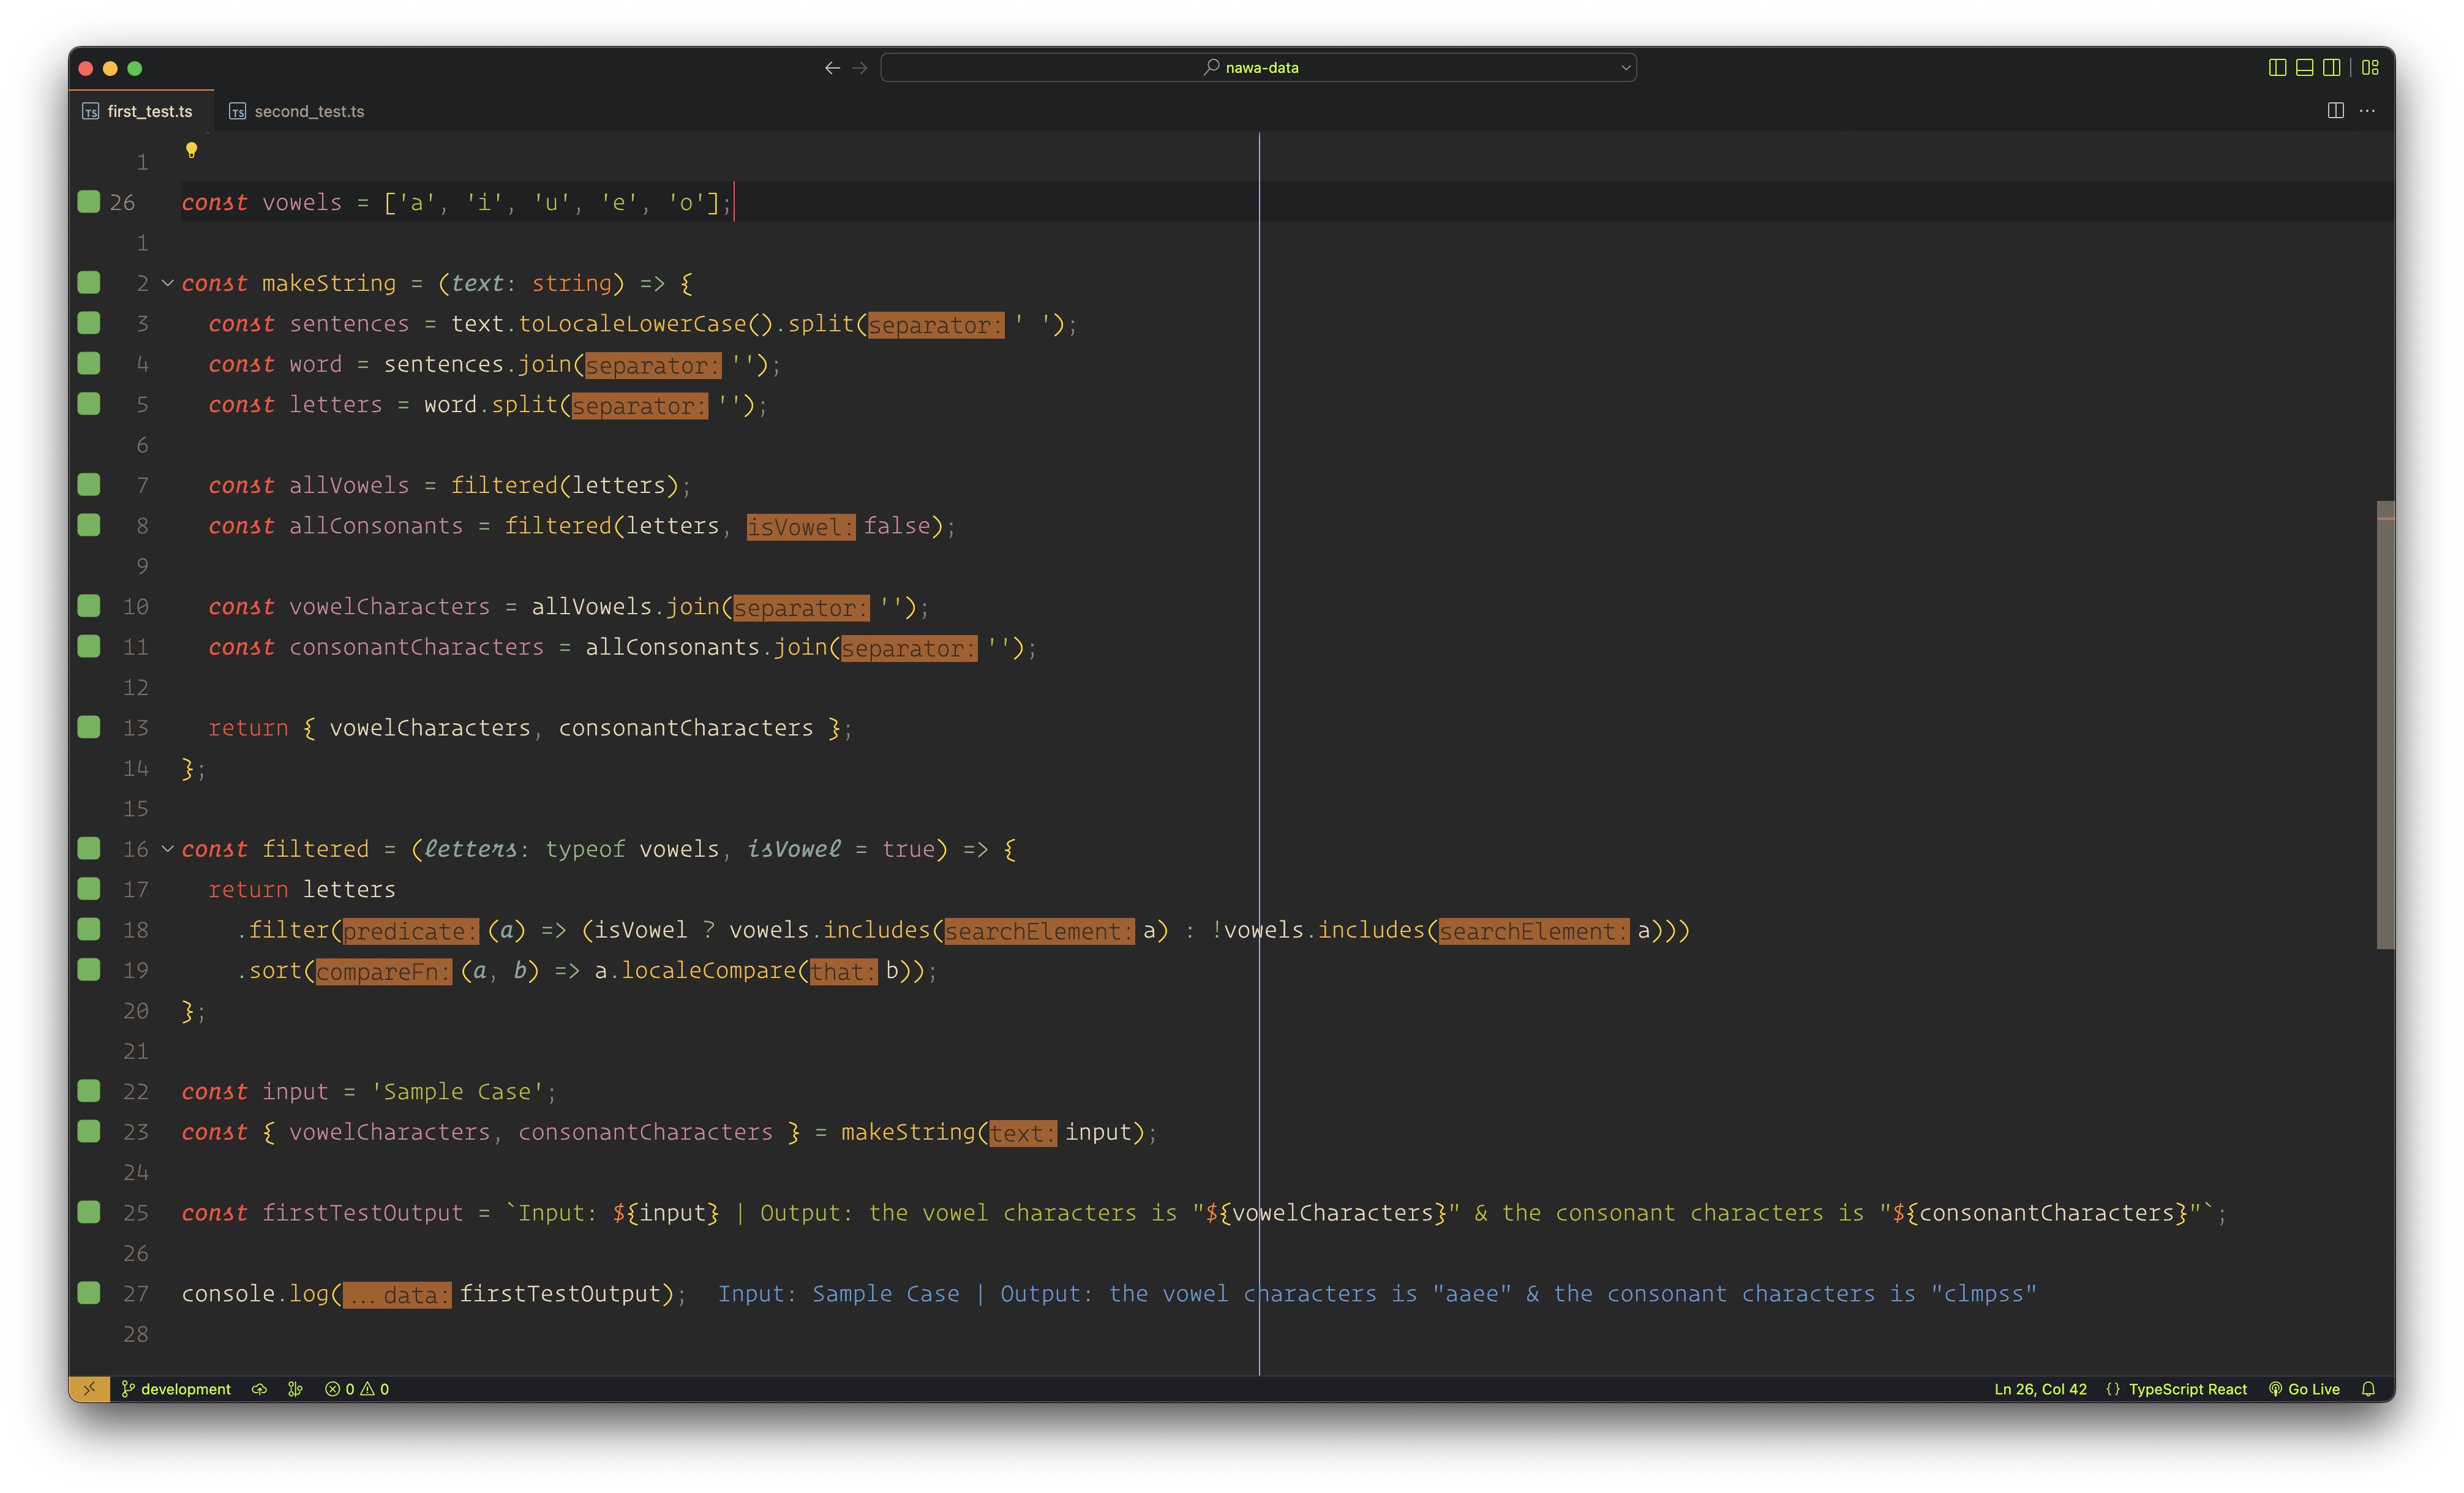 nawa-data
first_test.ts
second_test.ts
1
26 const vowels = ['a', 'i', 'u', 'e', 'o'];
1
2 const makeString = (text: string) => {
3 const sentences = text.toLocaleLowerCase().split(separator: ' ');
4 const word = sentences.join(separator: '');
5 const letters = word.split(separator: '');
6
7 const allVowels = filtered(letters);
8 const allConsonants = filtered(letters, isVowel: false);
9
10 const vowelCharacters = allVowels.join(separator: '');
11 const consonantCharacters = allConsonants.join(separator: '');
12
13 return { vowelCharacters, consonantCharacters };
14 };
15
16 const filtered = (letters: typeof vowels, isVowel = true) => {
17 return letters
18 .filter(predicate: (a) => (isVowel ? vowels.includes(searchElement: a) : !vowels.includes(searchElement: a)))
19 .sort(compareFn: (a, b) => a.localeCompare(that: b));
20 };
21
22 const input = 'Sample Case';
23 const { vowelCharacters, consonantCharacters } = makeString(text: input);
24
25 const firstTestOutput = `Input: ${input} | Output: the vowel characters is "${vowelCharacters}" & the consonant characters is "${consonantCharacters}"`;
26
27 console.log(...data: firstTestOutput); Input: Sample Case | Output: the vowel characters is "aaee" & the consonant characters is "clmpss"
28
development 0 0 Ln 26, Col 42 {} TypeScript React Go Live